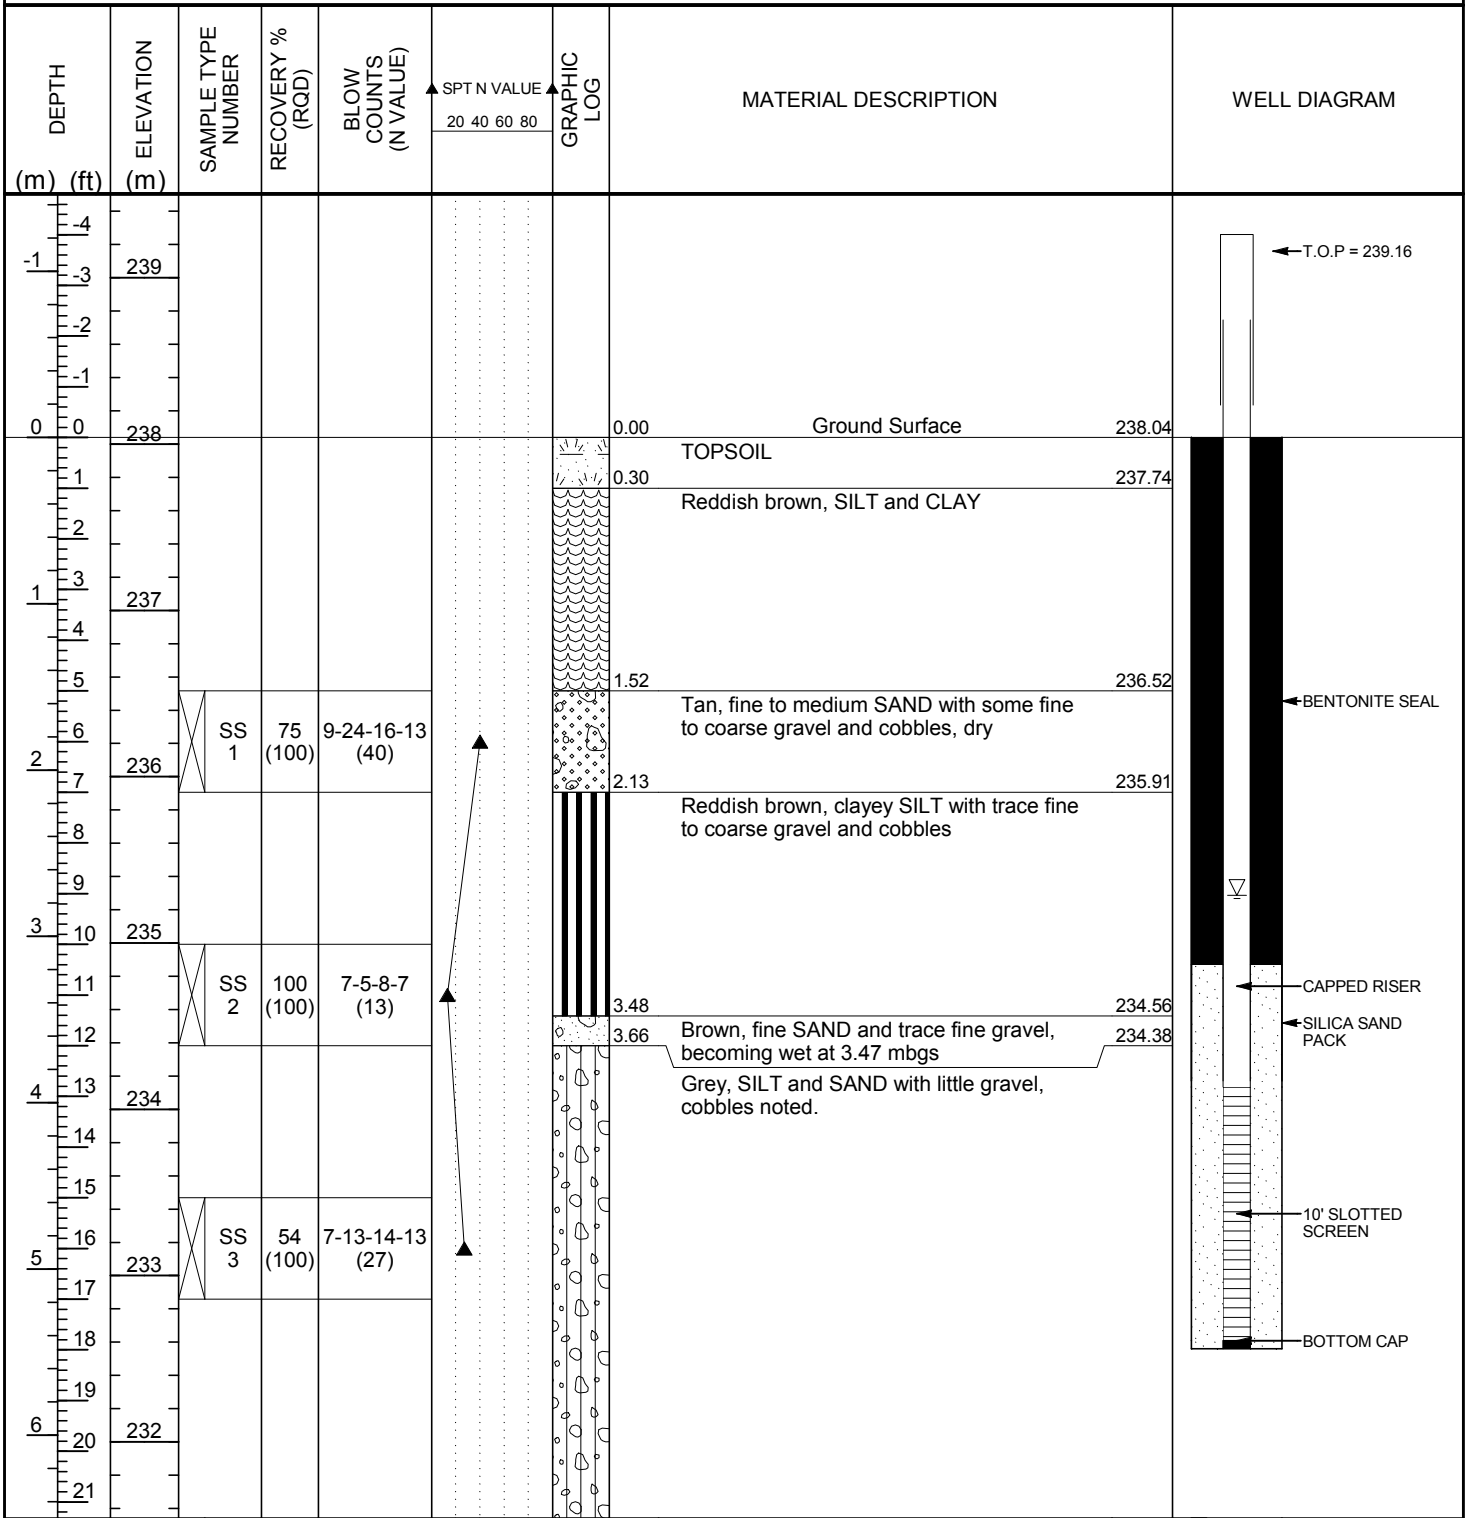 DEPTH
(m) (ft)
ELEVATION
(m)
SAMPLE TYPE
NUMBER
RECOVERY %
(RQD)
BLOW
COUNTS
(N VALUE)
SPT N VALUE
20 40 60 80
GRAPHIC
LOG
MATERIAL DESCRIPTION
WELL DIAGRAM
-4
-1
239
T.O.P = 239.16
-3
-2
-1
0 0
238
0.00
Ground Surface
238.04
TOPSOIL
1
0.30
237.74
Reddish brown, SILT and CLAY
2
3
1
237
4
5
1.52
236.52
Tan, fine to medium SAND with some fine
to coarse gravel and cobbles, dry
BENTONITE SEAL
6
SS
1
75
(100)
9-24-16-13
(40)
2
236
7
2.13
235.91
Reddish brown, clayey SILT with trace fine
to coarse gravel and cobbles
8
9
3
10
235
11
SS
2
100
(100)
7-5-8-7
(13)
CAPPED RISER
3.48
234.56
SILICA SAND
PACK
12
3.66
Brown, fine SAND and trace fine gravel,
becoming wet at 3.47 mbgs
234.38
Grey, SILT and SAND with little gravel,
cobbles noted.
13
4
234
14
15
10' SLOTTED
SCREEN
16
SS
3
54
(100)
7-13-14-13
(27)
5
233
17
18
BOTTOM CAP
19
6
232
20
21